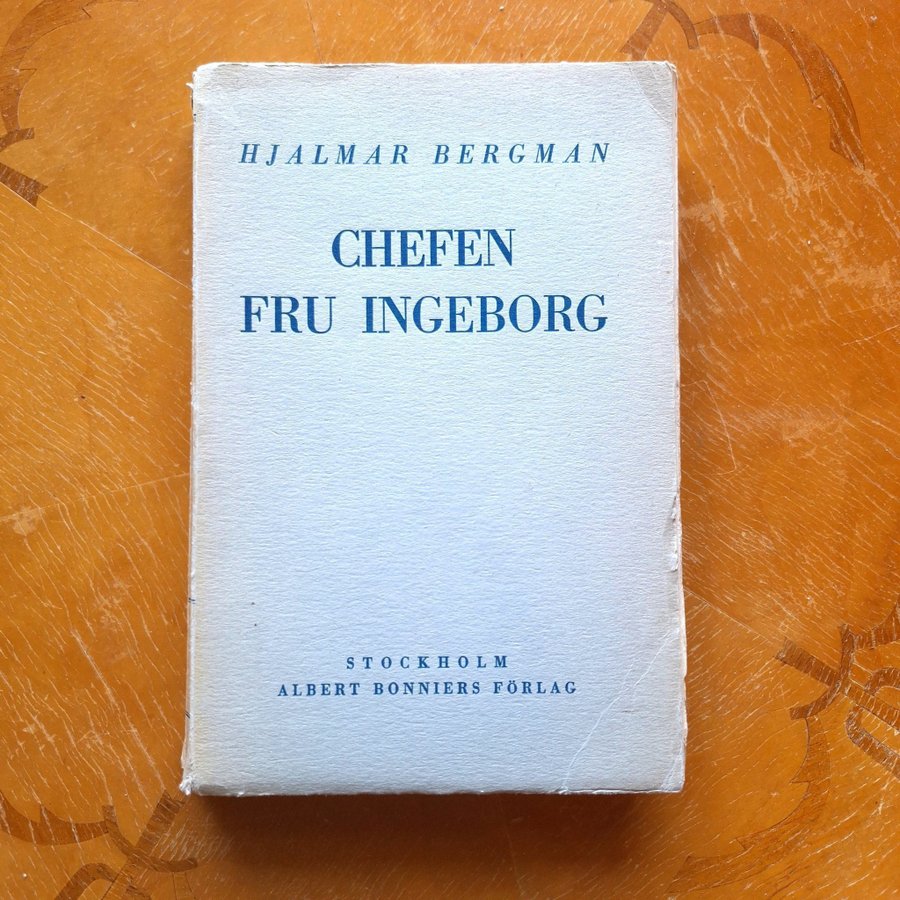 HJALMAR BERGMAN
CHEFEN
FRU INGEBORG
STOCKHOLM
ALBERT BONNIERS FÖRLAG